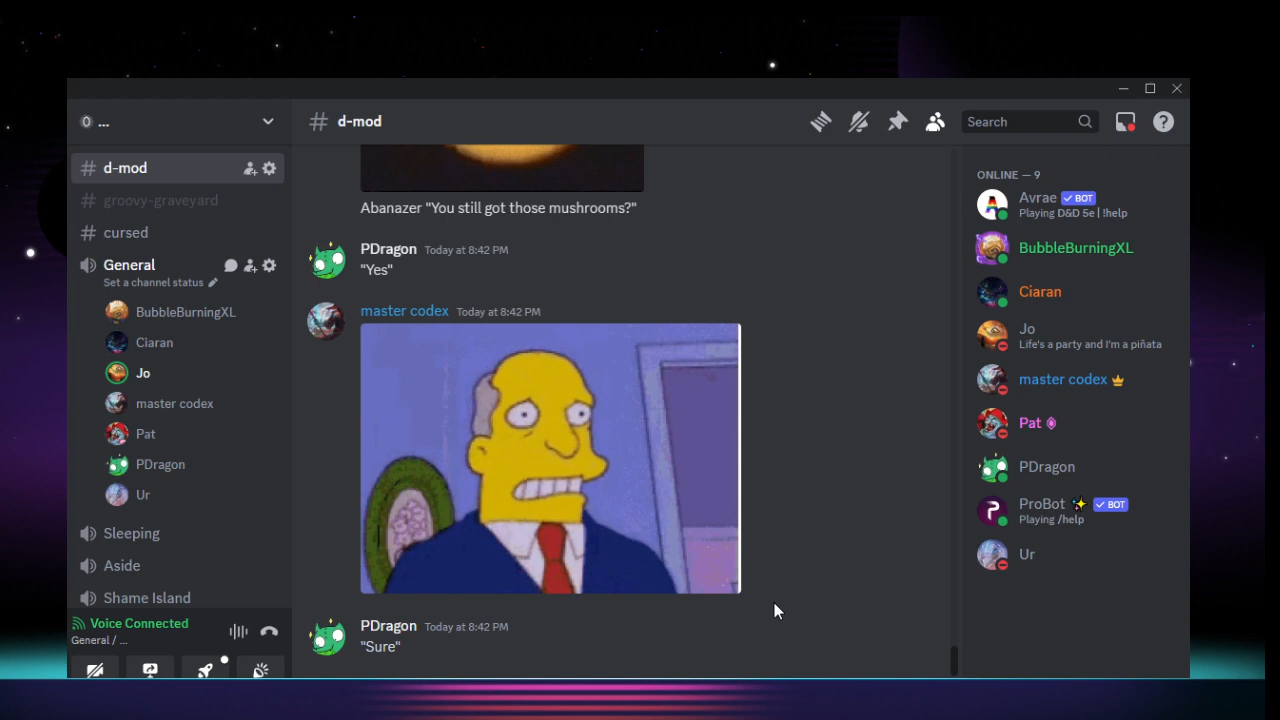 ...
d-mod
Search
d-mod
groovy-graveyard
cursed
General
Set a channel status
BubbleBurningXL
Ciaran
Jo
master codex
Pat
PDragon
Ur
Sleeping
Aside
Shame Island
Voice Connected
General / ...
Abanazer "You still got those mushrooms?"
PDragon Today at 8:42 PM
"Yes"
master codex Today at 8:42 PM
PDragon Today at 8:42 PM
"Sure"
ONLINE — 9
Avrae BOT
Playing D&D 5e | !help
BubbleBurningXL
Ciaran
Jo
Life's a party and I'm a piñata
master codex
Pat
PDragon
ProBot ✨ BOT
Playing /help
Ur